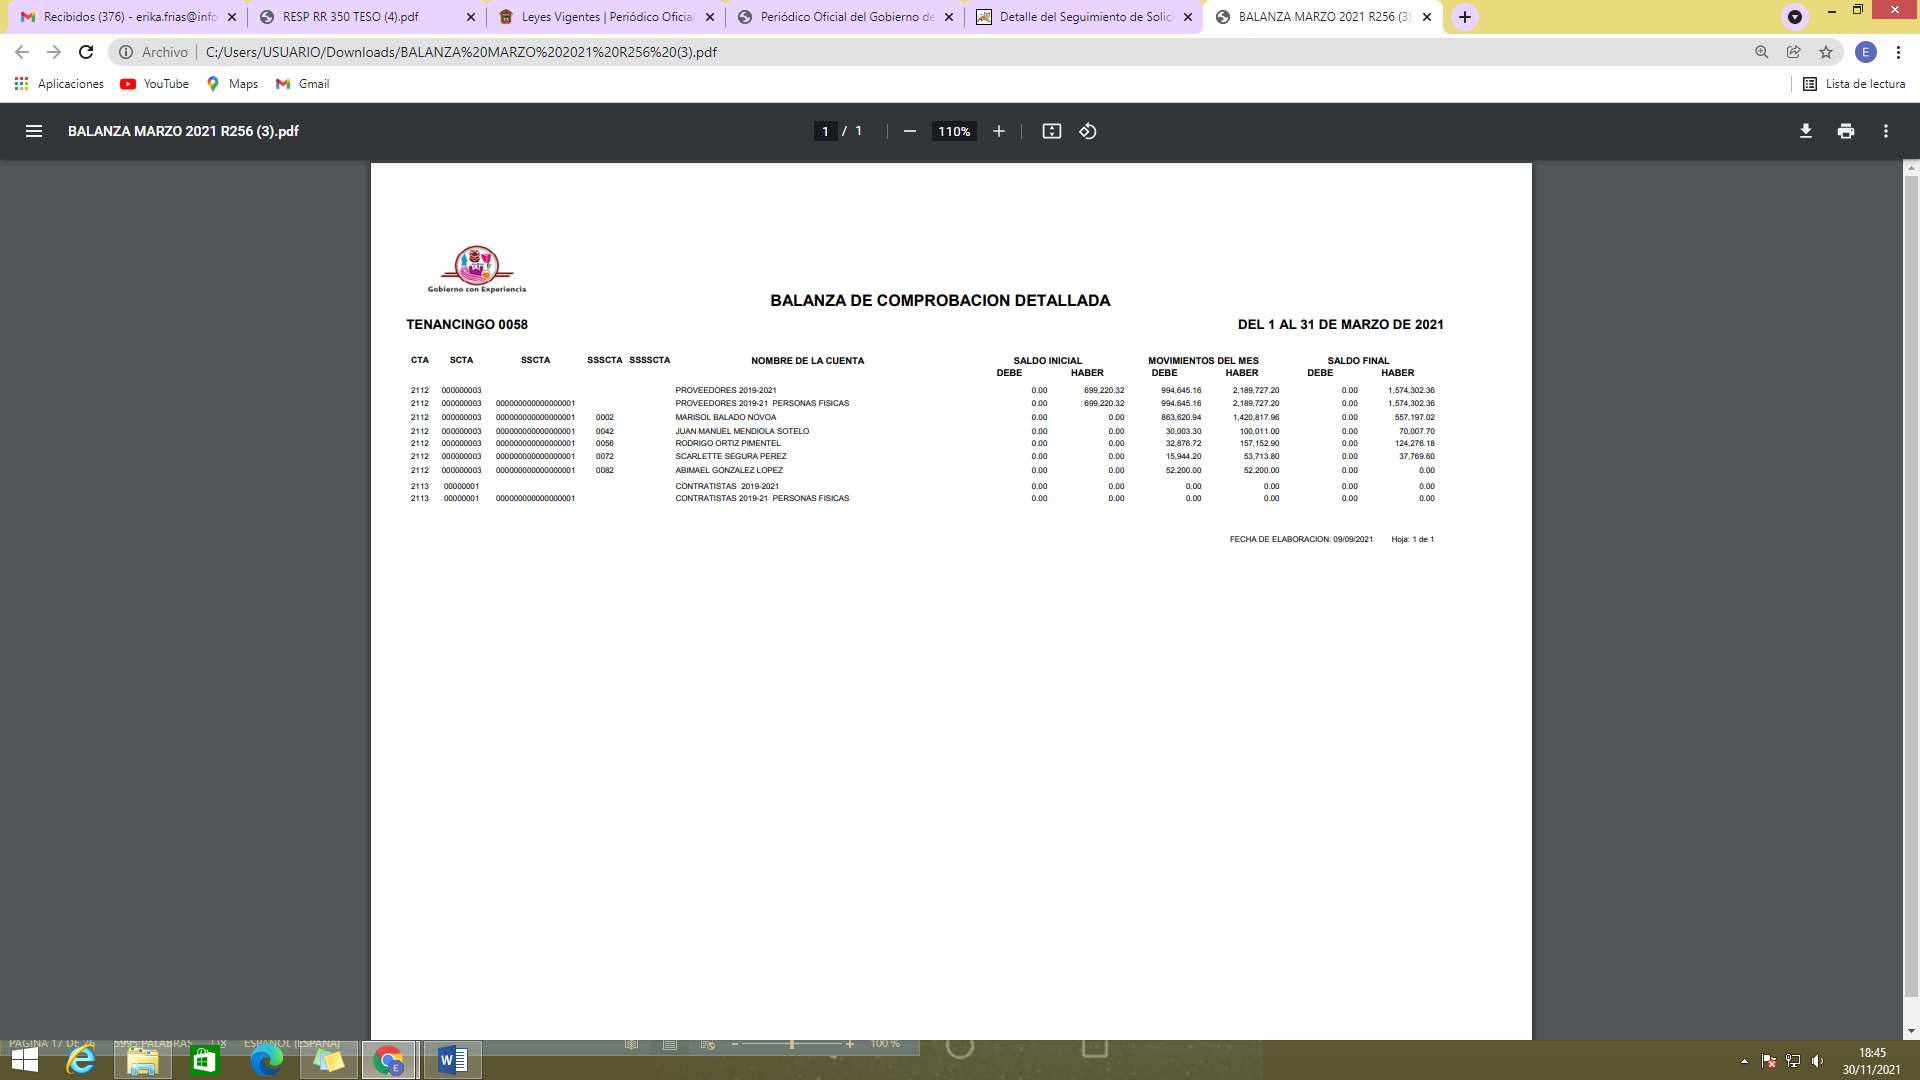 Recibidos (376) - erika.frias@info
RESP RR 350 TESO (4).pdf
Leyes Vigentes | Periódico Oficial
Periódico Oficial del Gobierno de
Detalle del Seguimiento de Solici
BALANZA MARZO 2021 R256 (3)
Archivo | C:/Users/USUARIO/Downloads/BALANZA%20MARZO%202021%20R256%20(3).pdf
E
Aplicaciones YouTube Maps Gmail Lista de lectura
BALANZA MARZO 2021 R256 (3).pdf 1 / 1 110%
Gobierno con Experiencia
BALANZA DE COMPROBACION DETALLADA
TENANCINGO 0058 DEL 1 AL 31 DE MARZO DE 2021
CTA SCTA SSCTA SSSCTA SSSSCTA NOMBRE DE LA CUENTA SALDO INICIAL MOVIMIENTOS DEL MES SALDO FINAL
DEBE HABER DEBE HABER DEBE HABER
2112 000000003 PROVEEDORES 2019-2021 0.00 699,220.32 994,645.16 2,189,727.20 0.00 1,574,302.36
2112 000000003 000000000000000001 PROVEEDORES 2019-21 PERSONAS FISICAS 0.00 699,220.32 994,645.16 2,189,727.20 0.00 1,574,302.36
2112 000000003 000000000000000001 0002 MARISOL BALADO NOVOA 0.00 0.00 863,620.94 1,420,817.96 0.00 557,197.02
2112 000000003 000000000000000001 0042 JUAN MANUEL MENDIOLA SOTELO 0.00 0.00 30,003.30 100,011.00 0.00 70,007.70
2112 000000003 000000000000000001 0056 RODRIGO ORTIZ PIMENTEL 0.00 0.00 32,876.72 157,152.90 0.00 124,276.18
2112 000000003 000000000000000001 0072 SCARLETTE SEGURA PEREZ 0.00 0.00 15,944.20 53,713.80 0.00 37,769.60
2112 000000003 000000000000000001 0082 ABIMAEL GONZALEZ LOPEZ 0.00 0.00 52,200.00 52,200.00 0.00 0.00
2113 00000001 CONTRATISTAS 2019-2021 0.00 0.00 0.00 0.00 0.00 0.00
2113 00000001 000000000000000001 CONTRATISTAS 2019-21 PERSONAS FISICAS 0.00 0.00 0.00 0.00 0.00 0.00
FECHA DE ELABORACION: 09/09/2021 Hoja: 1 de 1
PÁGINA 17 DE 26 5995 PALABRAS ESPAÑOL (ESPAÑA) 100 %
18:45
30/11/2021